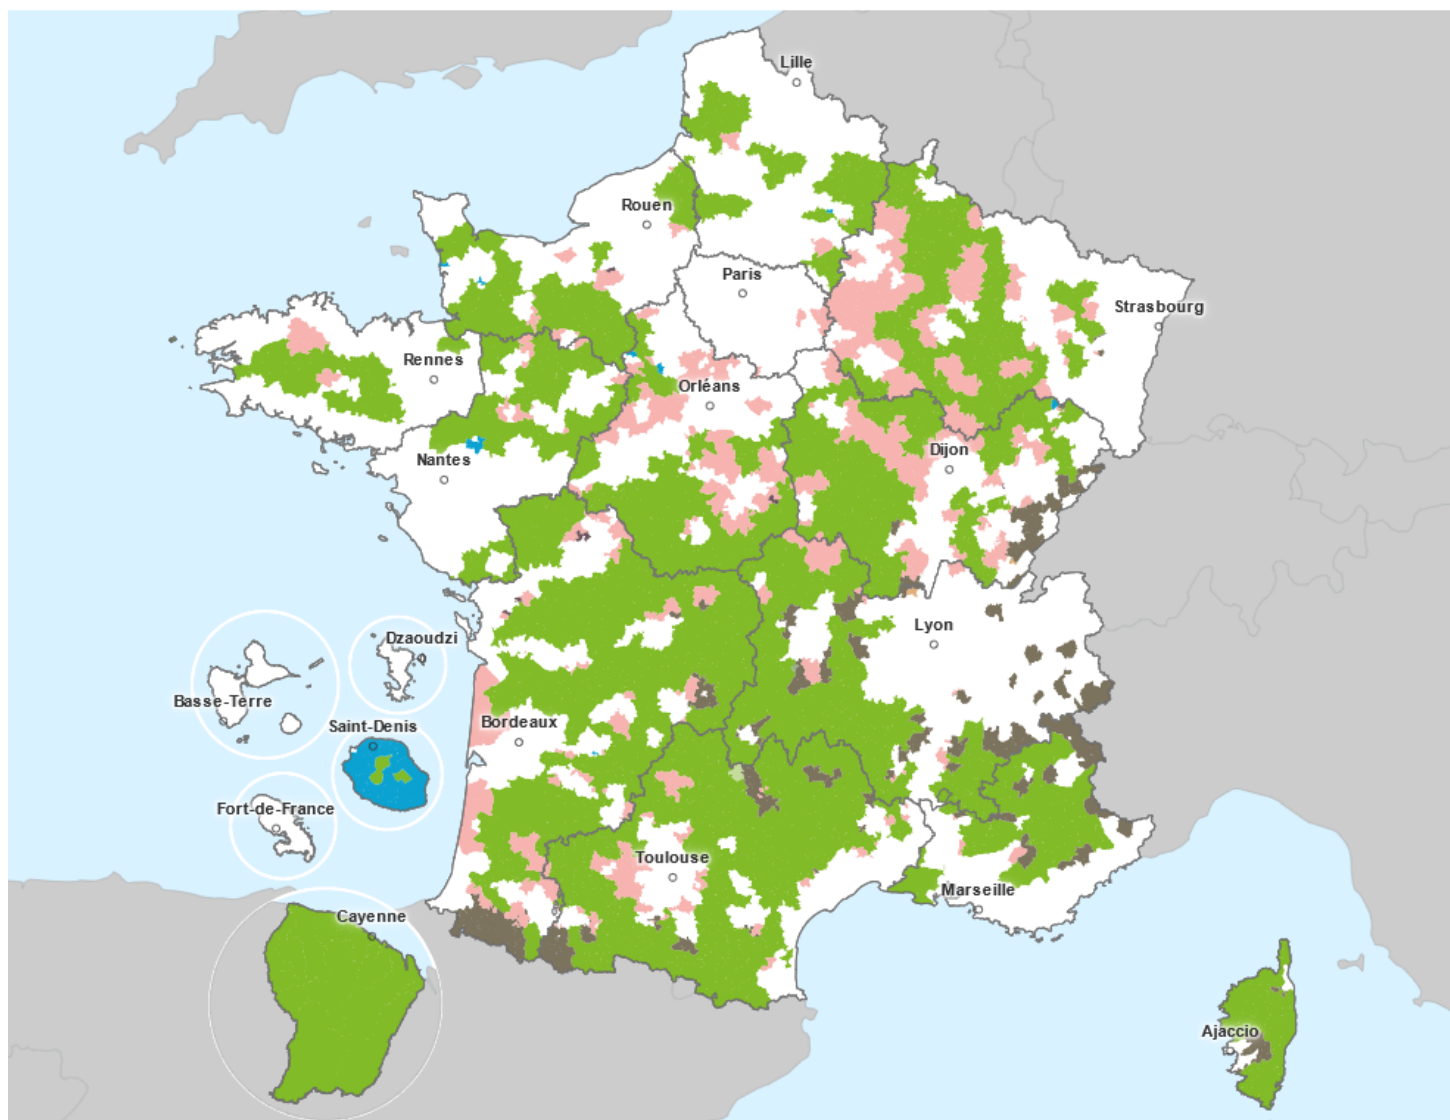 Lille
Rouen
Paris
Strasbourg
Rennes
Orléans
Dijon
Nantes
Lyon
Dzaoudzi
Basse-Terre
Saint-Denis
Bordeaux
Fort-de-France
Toulouse
Marseille
Cayenne
Ajaccio